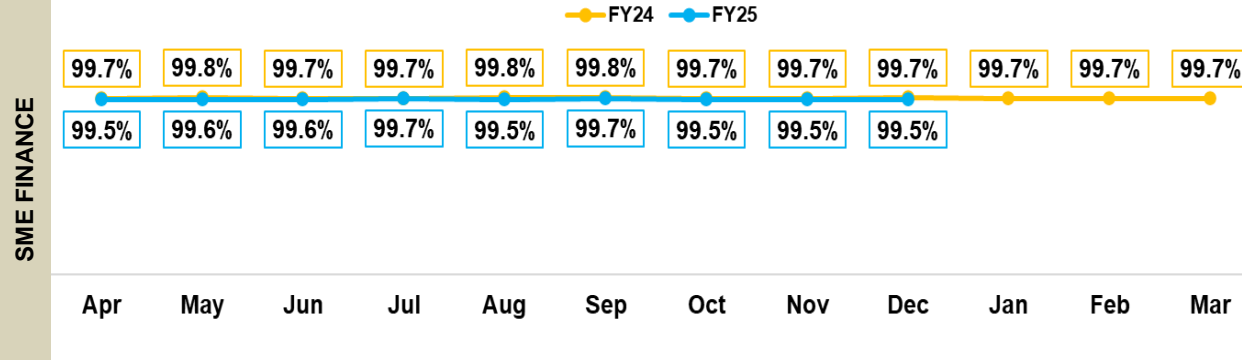 FY24 FY25
99.7% 99.8% 99.7% 99.7% 99.8% 99.8% 99.7% 99.7% 99.7% 99.7% 99.7% 99.7%
99.5% 99.6% 99.6% 99.7% 99.5% 99.7% 99.5% 99.5% 99.5%
SME FINANCE
Apr May Jun Jul Aug Sep Oct Nov Dec Jan Feb Mar